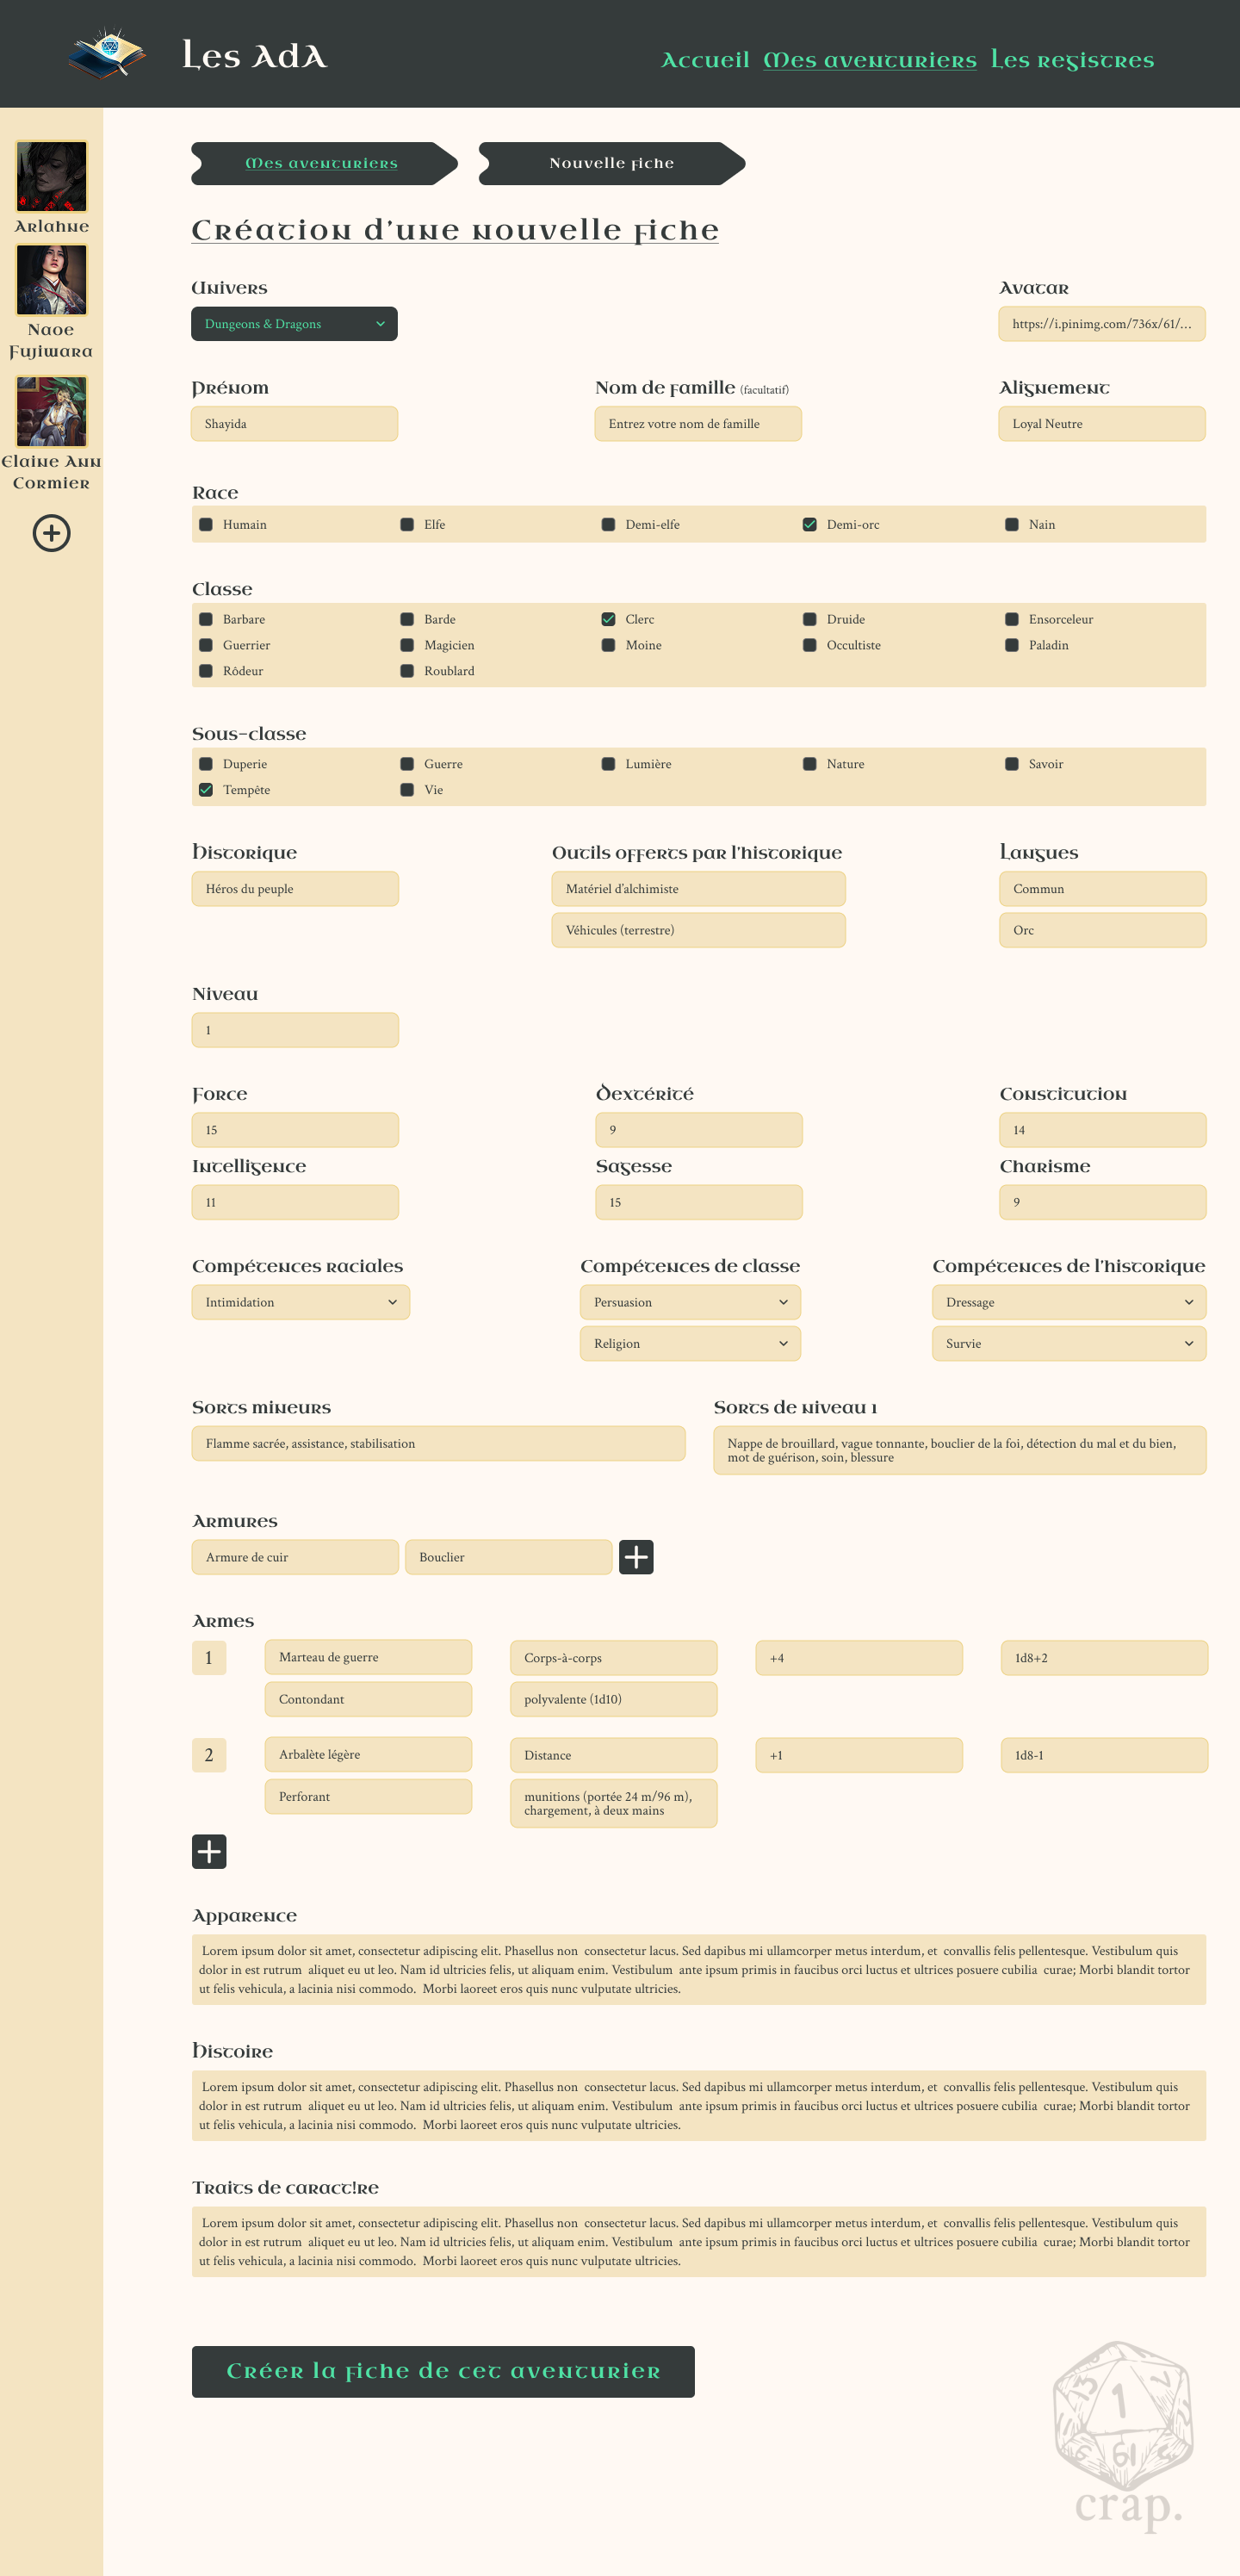 Les AdA
Accueil Mes aventuriers Les registres
Arlahne
Naoe
Fujiwara
Elaine Ann
Cormier
Mes aventuriers
Nouvelle fiche
Création d'une nouvelle fiche
Univers
Avatar
Dungeons & Dragons
https://i.pinimg.com/736x/61/...
Prénom
Nom de famille (facultatif)
Alignement
Shayida
Entrez votre nom de famille
Loyal Neutre
Race
Humain
Elfe
Demi-elfe
Demi-orc
Nain
Classe
Barbare
Barde
Clerc
Druide
Ensorceleur
Guerrier
Magicien
Moine
Occultiste
Paladin
Rôdeur
Roublard
Sous-classe
Duperie
Guerre
Lumière
Nature
Savoir
Tempête
Vie
Historique
Outils offerts par l'historique
Langues
Héros du peuple
Matériel d'alchimiste
Commun
Véhicules (terrestre)
Orc
Niveau
1
Force
Dextérité
Constitution
15
9
14
Intelligence
Sagesse
Charisme
11
15
9
Compétences raciales
Compétences de classe
Compétences de l'historique
Intimidation
Persuasion
Dressage
Religion
Survie
Sorts mineurs
Sorts de niveau 1
Flamme sacrée, assistance, stabilisation
Nappe de brouillard, vague tonnante, bouclier de la foi, détection du mal et du bien,
mot de guérison, soin, blessure
Armures
Armure de cuir
Bouclier
Armes
1
Marteau de guerre
Corps-à-corps
+4
1d8+2
Contondant
polyvalente (1d10)
2
Arbalète légère
Distance
+1
1d8-1
Perforant
munitions (portée 24 m/96 m),
chargement, à deux mains
Apparence
Lorem ipsum dolor sit amet, consectetur adipiscing elit. Phasellus non consectetur lacus. Sed dapibus mi ullamcorper metus interdum, et convallis felis pellentesque. Vestibulum quis
dolor in est rutrum aliquet eu ut leo. Nam id ultricies felis, ut aliquam enim. Vestibulum ante ipsum primis in faucibus orci luctus et ultrices posuere cubilia curae; Morbi blandit tortor
ut felis vehicula, a lacinia nisi commodo. Morbi laoreet eros quis nunc vulputate ultricies.
Histoire
Lorem ipsum dolor sit amet, consectetur adipiscing elit. Phasellus non consectetur lacus. Sed dapibus mi ullamcorper metus interdum, et convallis felis pellentesque. Vestibulum quis
dolor in est rutrum aliquet eu ut leo. Nam id ultricies felis, ut aliquam enim. Vestibulum ante ipsum primis in faucibus orci luctus et ultrices posuere cubilia curae; Morbi blandit tortor
ut felis vehicula, a lacinia nisi commodo. Morbi laoreet eros quis nunc vulputate ultricies.
Traits de caract!re
Lorem ipsum dolor sit amet, consectetur adipiscing elit. Phasellus non consectetur lacus. Sed dapibus mi ullamcorper metus interdum, et convallis felis pellentesque. Vestibulum quis
dolor in est rutrum aliquet eu ut leo. Nam id ultricies felis, ut aliquam enim. Vestibulum ante ipsum primis in faucibus orci luctus et ultrices posuere cubilia curae; Morbi blandit tortor
ut felis vehicula, a lacinia nisi commodo. Morbi laoreet eros quis nunc vulputate ultricies.
Créer la fiche de cet aventurier
1
61
crap.